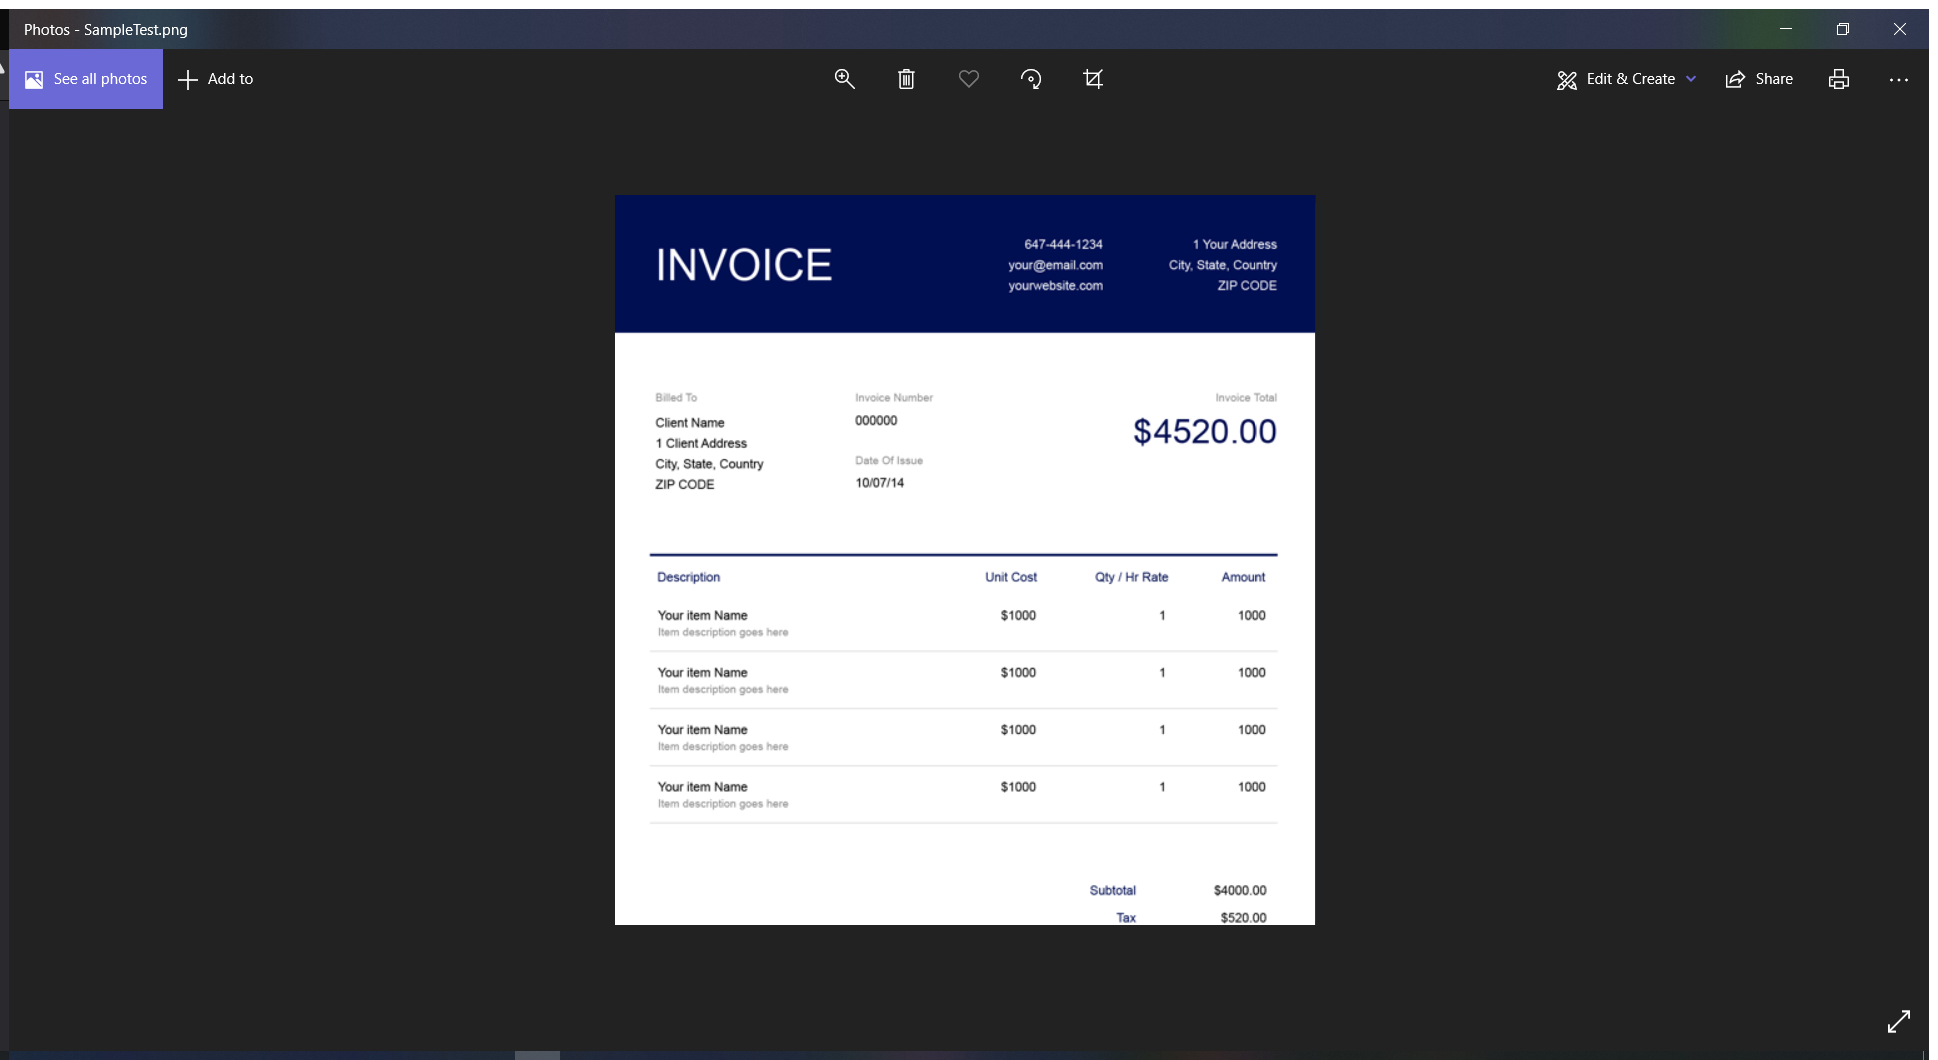 Photos - SampleTest.png
See all photos
Add to
Edit & Create
Share
INVOICE
647-444-1234
your@email.com
yourwebsite.com
1 Your Address
City, State, Country
ZIP CODE
Billed To
Client Name
1 Client Address
City, State, Country
ZIP CODE
Invoice Number
000000
Date Of Issue
10/07/14
Invoice Total
$4520.00
Description Unit Cost Qty / Hr Rate Amount
Your item Name $1000 1 1000
Item description goes here
Your item Name $1000 1 1000
Item description goes here
Your item Name $1000 1 1000
Item description goes here
Your item Name $1000 1 1000
Item description goes here
Subtotal $4000.00
Tax $520.00